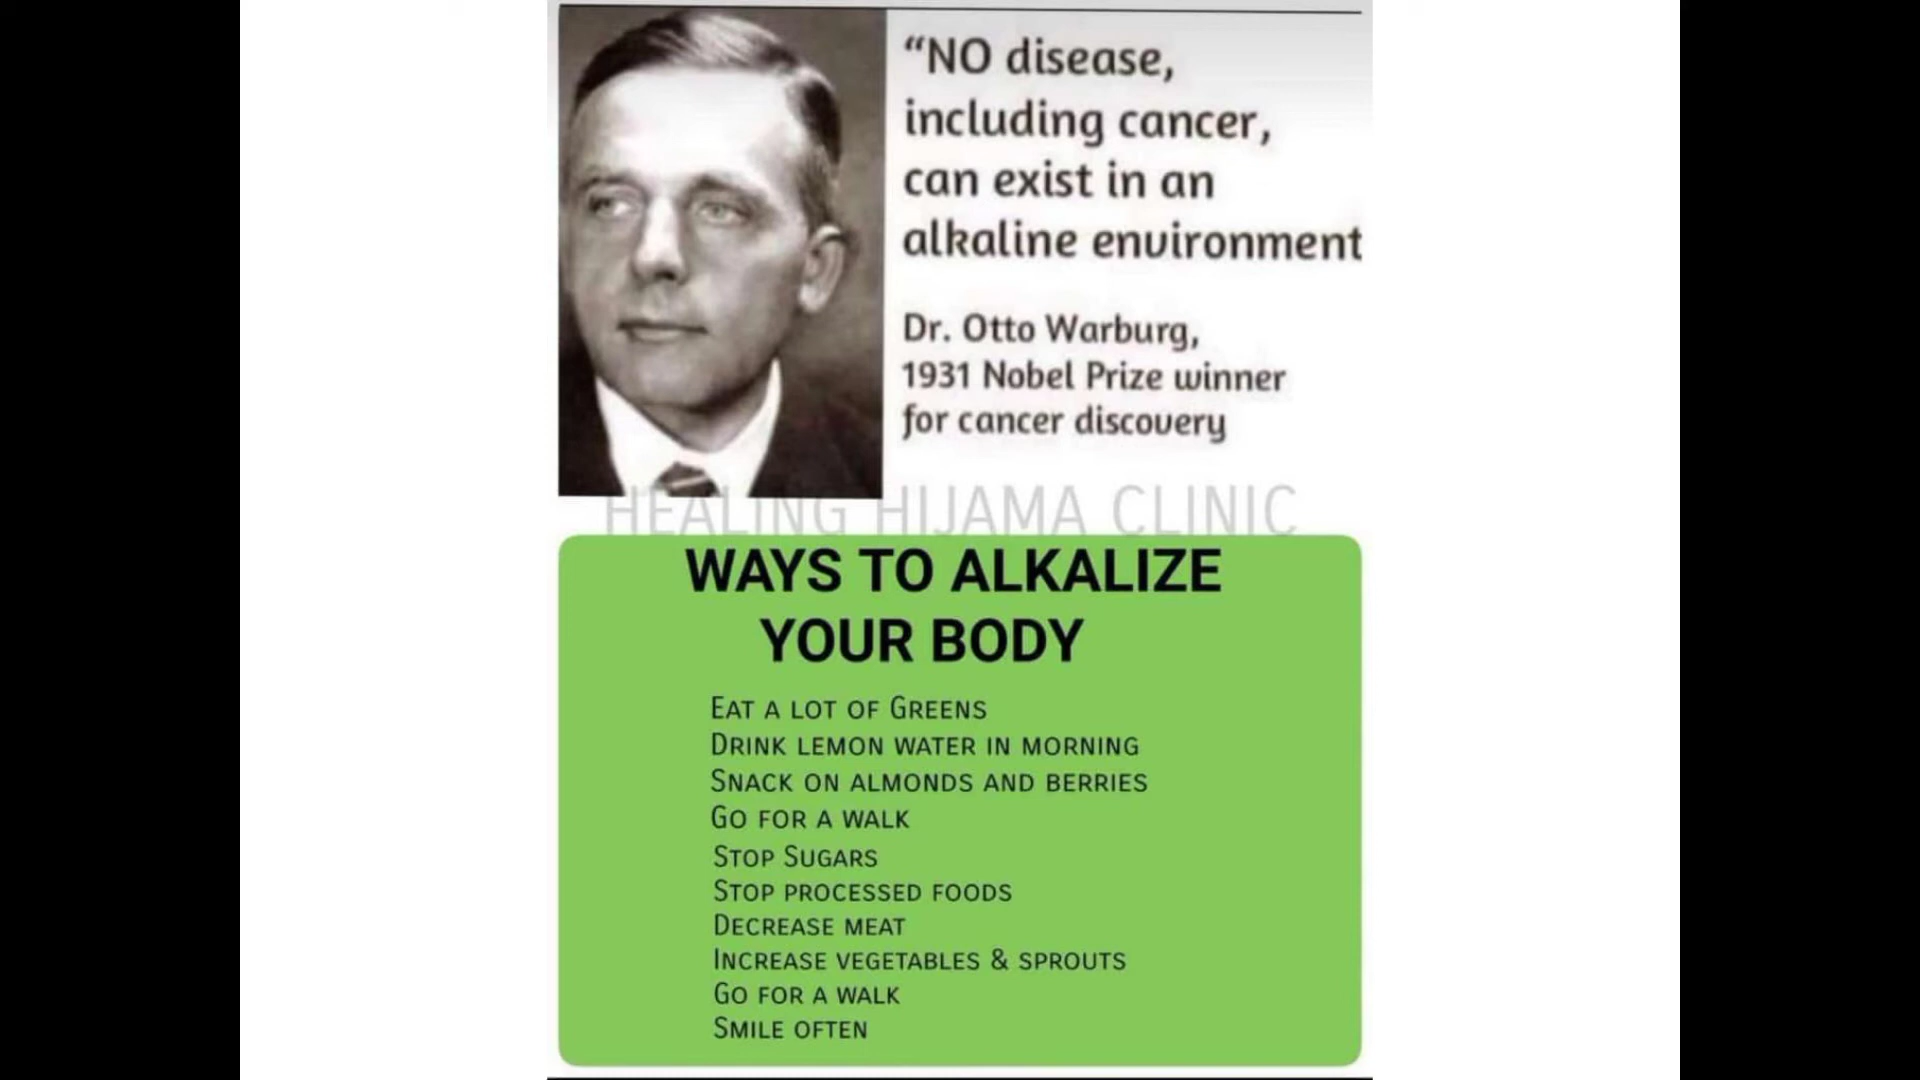 “NO disease,
including cancer,
can exist in an
alkaline environment
Dr. Otto Warburg,
1931 Nobel Prize winner
for cancer discovery
HEALING HIJAMA CLINIC
WAYS TO ALKALIZE
YOUR BODY
EAT A LOT OF GREENS
DRINK LEMON WATER IN MORNING
SNACK ON ALMONDS AND BERRIES
GO FOR A WALK
STOP SUGARS
STOP PROCESSED FOODS
DECREASE MEAT
INCREASE VEGETABLES & SPROUTS
GO FOR A WALK
SMILE OFTEN